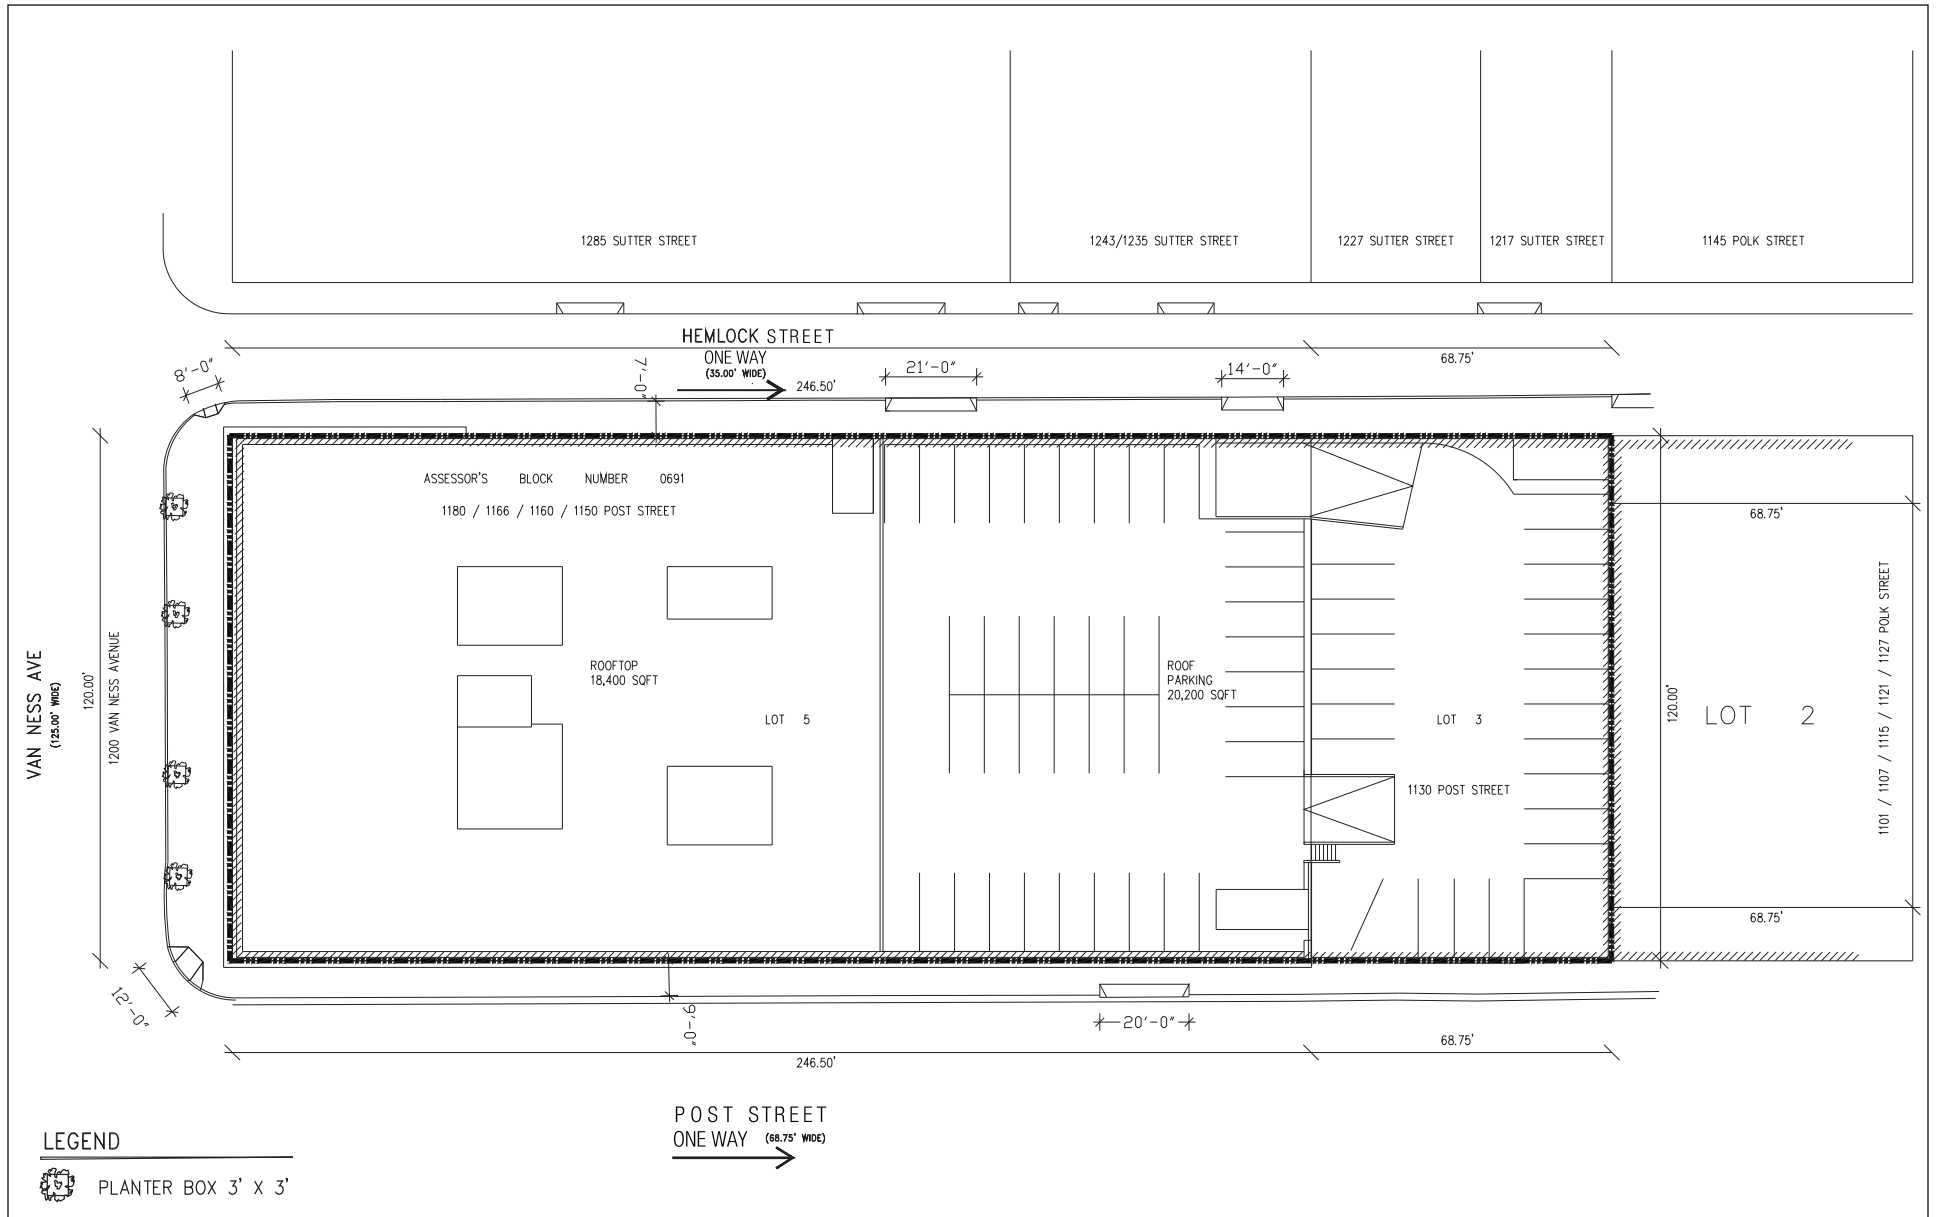 1285 SUTTER STREET
1243/1235 SUTTER STREET
1227 SUTTER STREET
1217 SUTTER STREET
1145 POLK STREET
HEMLOCK STREET
ONE WAY
(35.00' WIDE)
246.50'
68.75'
8'-0"
7'-0"
21'-0"
14'-0"
ASSESSOR'S BLOCK NUMBER 0691
1180 / 1166 / 1160 / 1150 POST STREET
68.75'
VAN NESS AVE
(125.00' WIDE)
120.00'
1200 VAN NESS AVENUE
ROOFTOP
18,400 SQFT
LOT 5
ROOF
PARKING
20,200 SQFT
LOT 3
1130 POST STREET
120.00'
LOT 2
1101 / 1107 / 1115 / 1121 / 1127 POLK STREET
68.75'
12'-0"
9'-0"
20'-0"
246.50'
68.75'
POST STREET
ONE WAY (68.75' WIDE)
LEGEND
PLANTER BOX 3' X 3'